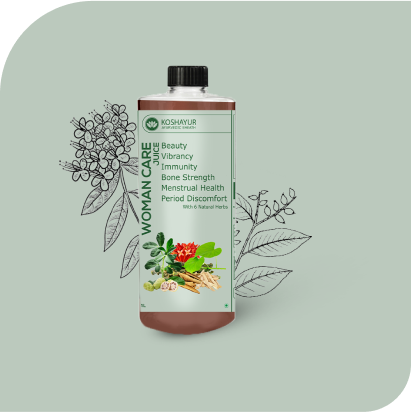 KOSHAYUR
WOMAN CARE
JUICE
Beauty
Vibrancy
Immunity
Bone Strength
Menstrual Health
Period Discomfort
With 6 Natural Herbs